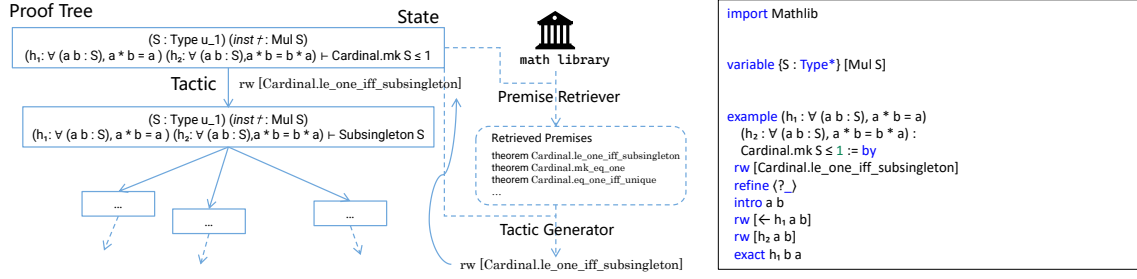 Proof Tree
State
(S : Type u_1) (inst † : Mul S)
(h₁: ∀ (a b : S), a * b = a ) (h₂: ∀ (a b : S),a * b = b * a) ⊢ Cardinal.mk S ≤ 1
Tactic
rw [Cardinal.le_one_iff_subsingleton]
(S : Type u_1) (inst † : Mul S)
(h₁: ∀ (a b : S), a * b = a ) (h₂: ∀ (a b : S),a * b = b * a) ⊢ Subsingleton S
...
...
...
math library
Premise Retriever
Retrieved Premises
theorem Cardinal.le_one_iff_subsingleton
theorem Cardinal.mk_eq_one
theorem Cardinal.eq_one_iff_unique
...
Tactic Generator
rw [Cardinal.le_one_iff_subsingleton]
import Mathlib
variable {S : Type*} [Mul S]
example (h₁ : ∀ (a b : S), a * b = a)
(h₂ : ∀ (a b : S), a * b = b * a) :
Cardinal.mk S ≤ 1 := by
rw [Cardinal.le_one_iff_subsingleton]
refine ⟨?_⟩
intro a b
rw [← h₁ a b]
rw [h₂ a b]
exact h₁ b a